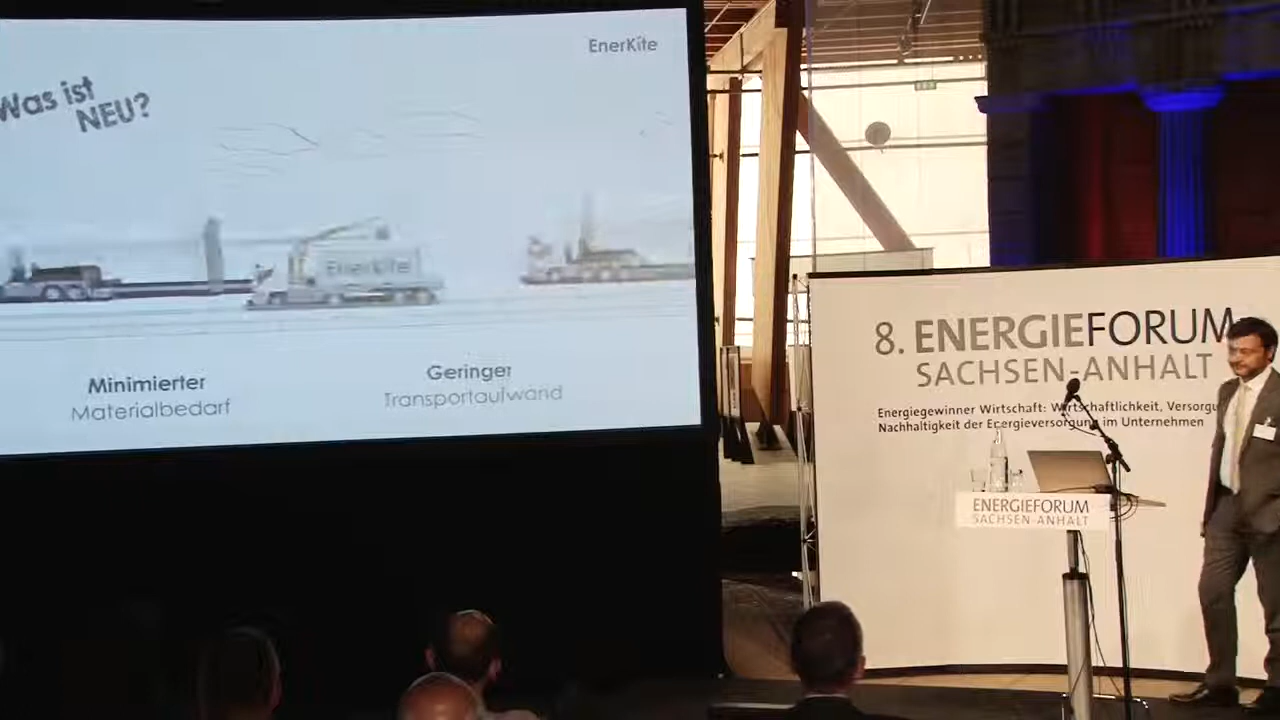 EnerKite
Was ist
NEU?
EnerKite
Minimierter
Materialbedarf
Geringer
Transportaufwand
8. ENERGIEFORUM
SACHSEN-ANHALT
Energiegewinner Wirtschaft: Wirtschaftlichkeit, Versorgu
Nachhaltigkeit der Energieversorgung im Unternehmen
ENERGIEFORUM
SACHSEN-ANHALT